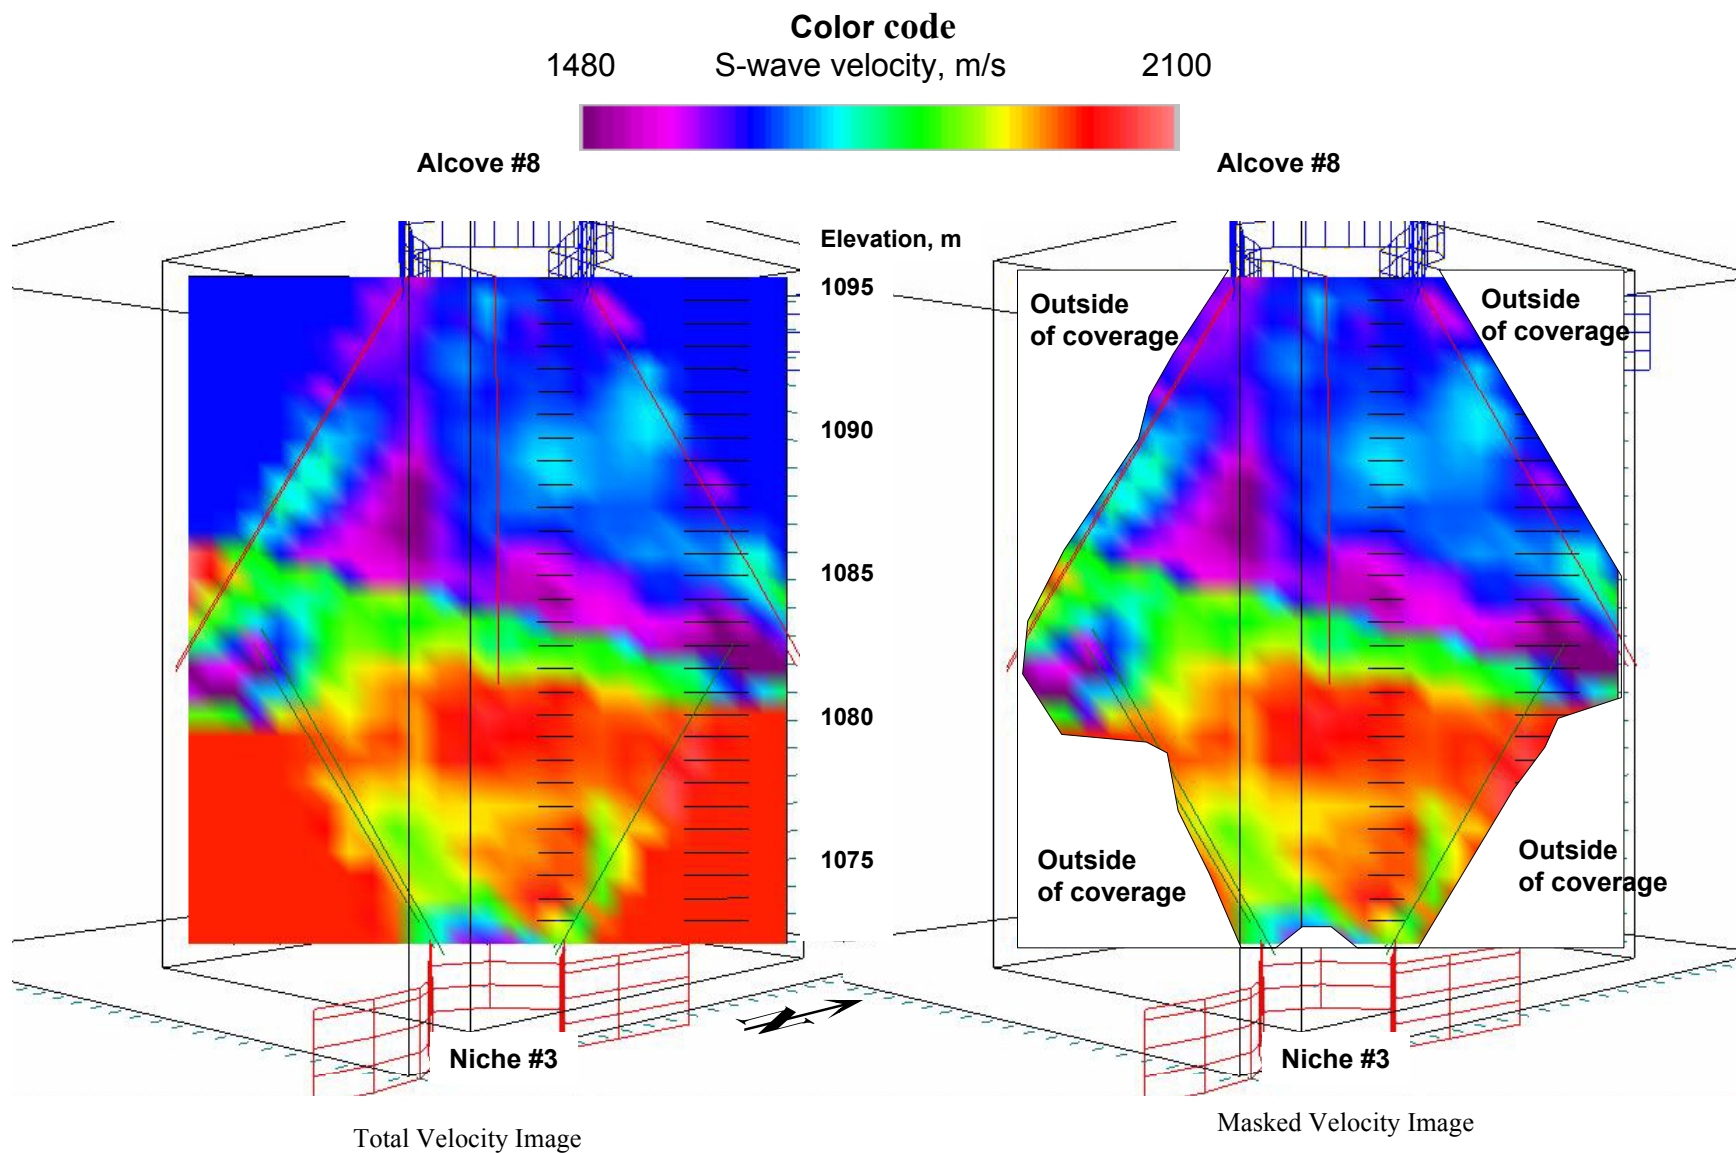 Color code
1480 S-wave velocity, m/s 2100
Alcove #8
Alcove #8
Elevation, m
1095
1090
1085
1080
1075
Outside
of coverage
Outside
of coverage
Outside
of coverage
Outside
of coverage
Niche #3
Niche #3
Total Velocity Image
Masked Velocity Image